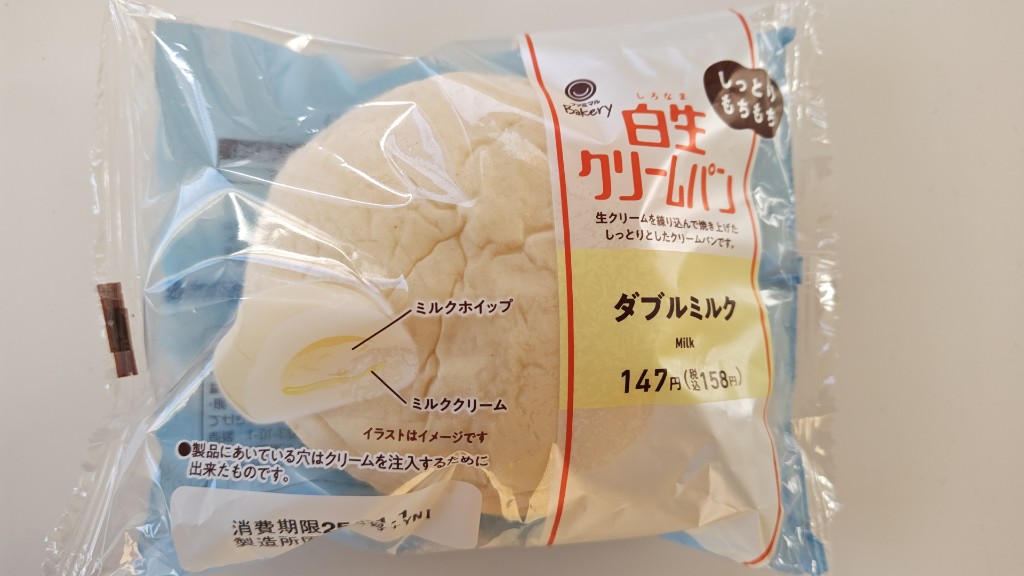 ファミマル
Bakery
しろなま
白生
クリームパン
しっとり
もちもち
生クリームを練り込んで焼き上げた
しっとりとしたクリームパンです。
ダブルミルク
Milk
147円(税込158円)
ミルクホイップ
ミルククリーム
イラストはイメージです
●製品にあいている穴はクリームを注入するために
出来たものです。
消費期限25
製造所